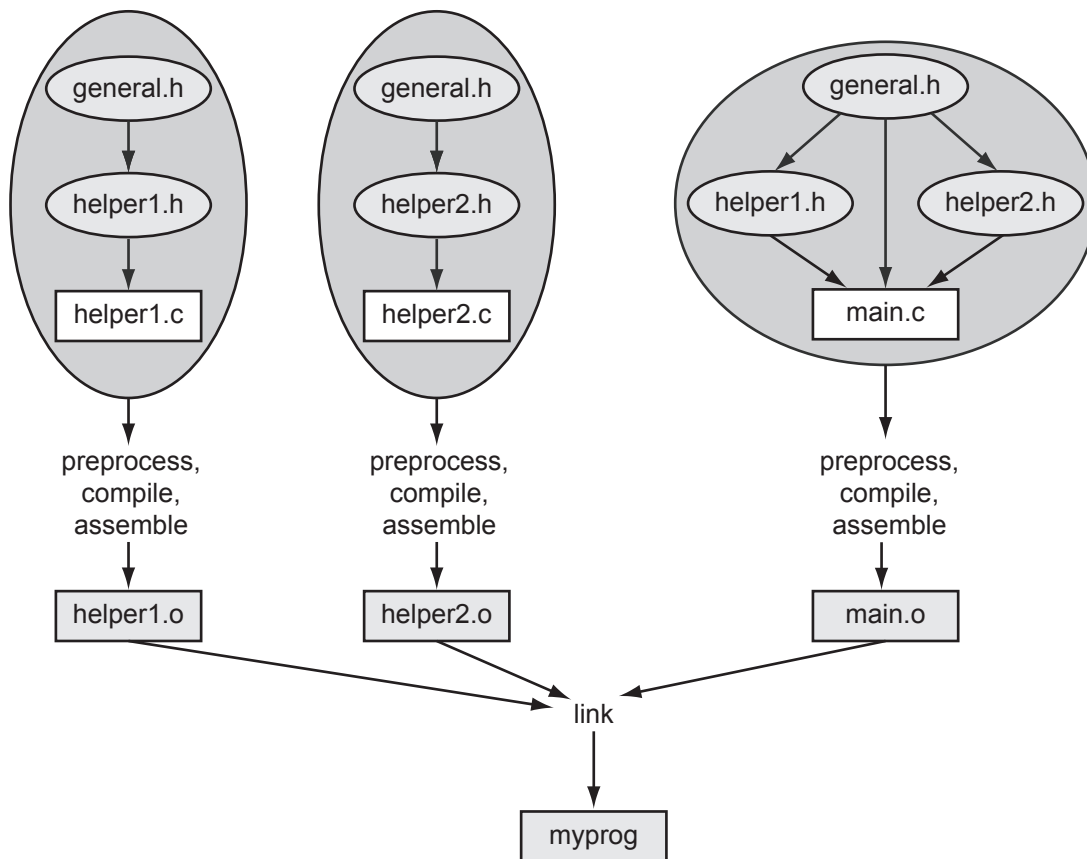 general.h
general.h
general.h
helper1.h
helper2.h
helper1.h
helper2.h
helper1.c
helper2.c
main.c
preprocess,
compile,
assemble
preprocess,
compile,
assemble
preprocess,
compile,
assemble
helper1.o
helper2.o
main.o
link
myprog